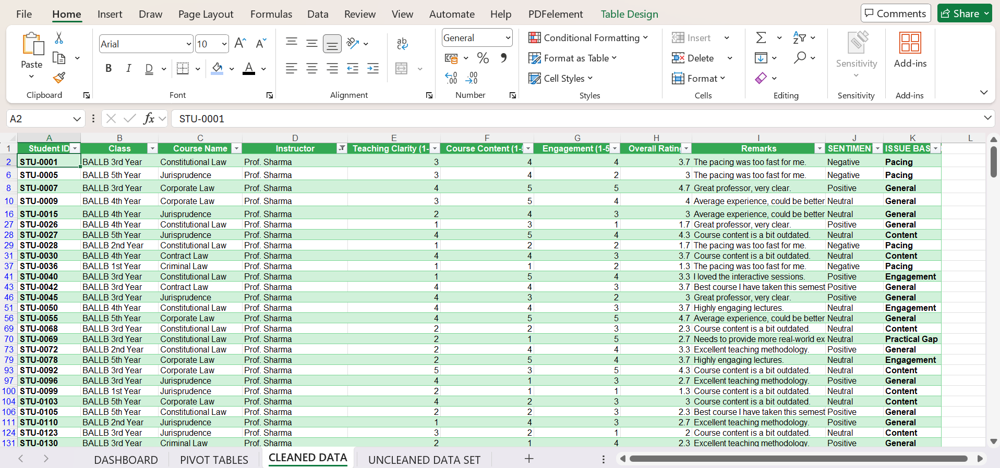 File Home Insert Draw Page Layout Formulas Data Review View Automate Help PDFelement Table Design Comments Share
Paste
Clipboard
Arial 10
B I D A
Font
ab
Alignment
General
%
Number
Conditional Formatting
Format as Table
Cell Styles
Styles
Insert
Delete
Format
Cells
Editing
Sensitivity
Sensitivity
Add-ins
Add-ins
A2 fx STU-0001
A B C D E F G H I J K L
1 Student ID Class Course Name Instructor Teaching Clarity (1- Course Content (1-5 Engagement (1-5 Overall Rating Remarks SENTIMENT ISSUE BAS
2 STU-0001 BALLB 3rd Year Constitutional Law Prof. Sharma 3 4 4 3.7 The pacing was too fast for me. Negative Pacing
6 STU-0005 BALLB 5th Year Jurisprudence Prof. Sharma 3 4 2 3 The pacing was too fast for me. Negative Pacing
8 STU-0007 BALLB 3rd Year Corporate Law Prof. Sharma 4 5 5 4.7 Great professor, very clear. Positive General
10 STU-0009 BALLB 4th Year Corporate Law Prof. Sharma 3 5 4 4 Average experience, could be better Neutral General
16 STU-0015 BALLB 4th Year Jurisprudence Prof. Sharma 2 4 3 3 Average experience, could be better Neutral General
27 STU-0026 BALLB 4th Year Constitutional Law Prof. Sharma 1 3 1 1.7 Great professor, very clear. Positive General
28 STU-0027 BALLB 5th Year Jurisprudence Prof. Sharma 4 5 4 4.3 Course content is a bit outdated. Neutral Content
29 STU-0028 BALLB 2nd Year Constitutional Law Prof. Sharma 1 2 2 1.7 The pacing was too fast for me. Negative Pacing
31 STU-0030 BALLB 4th Year Contract Law Prof. Sharma 4 4 3 3.7 Course content is a bit outdated. Neutral Content
37 STU-0036 BALLB 1st Year Criminal Law Prof. Sharma 1 1 2 1.3 The pacing was too fast for me. Negative Pacing
41 STU-0040 BALLB 3rd Year Constitutional Law Prof. Sharma 1 5 4 3.3 I loved the interactive sessions. Positive Engagement
43 STU-0042 BALLB 3rd Year Contract Law Prof. Sharma 4 4 3 3.7 Best course I have taken this semest Positive General
46 STU-0045 BALLB 3rd Year Jurisprudence Prof. Sharma 4 3 2 3 Great professor, very clear. Positive General
51 STU-0050 BALLB 4th Year Constitutional Law Prof. Sharma 4 4 3 3.7 Highly engaging lectures. Neutral Engagement
56 STU-0055 BALLB 5th Year Corporate Law Prof. Sharma 4 5 5 4.7 Average experience, could be better Neutral General
69 STU-0068 BALLB 3rd Year Constitutional Law Prof. Sharma 2 2 3 2.3 Course content is a bit outdated. Neutral Content
70 STU-0069 BALLB 3rd Year Constitutional Law Prof. Sharma 2 1 5 2.7 Needs to provide more real-world ex Neutral Practical Gap
73 STU-0072 BALLB 2nd Year Constitutional Law Prof. Sharma 2 4 4 3.3 Excellent teaching methodology. Positive General
79 STU-0078 BALLB 5th Year Corporate Law Prof. Sharma 2 5 4 3.7 Highly engaging lectures. Neutral Engagement
93 STU-0092 BALLB 3rd Year Corporate Law Prof. Sharma 5 3 5 4.3 Course content is a bit outdated. Neutral Content
97 STU-0096 BALLB 3rd Year Jurisprudence Prof. Sharma 4 1 3 2.7 Excellent teaching methodology. Positive General
100 STU-0099 BALLB 1st Year Jurisprudence Prof. Sharma 2 1 1 1.3 Course content is a bit outdated. Neutral Content
104 STU-0103 BALLB 5th Year Corporate Law Prof. Sharma 4 2 3 3 Course content is a bit outdated. Neutral Content
106 STU-0105 BALLB 5th Year Constitutional Law Prof. Sharma 2 2 3 2.3 Best course I have taken this semest Positive General
111 STU-0110 BALLB 2nd Year Jurisprudence Prof. Sharma 1 4 3 2.7 Excellent teaching methodology. Positive General
124 STU-0123 BALLB 3rd Year Jurisprudence Prof. Sharma 3 2 1 2 Course content is a bit outdated. Neutral Content
131 STU-0130 BALLB 3rd Year Criminal Law Prof. Sharma 2 1 4 2.3 Excellent teaching methodology. Positive General
DASHBOARD PIVOT TABLES CLEANED DATA UNCLEANED DATA SET